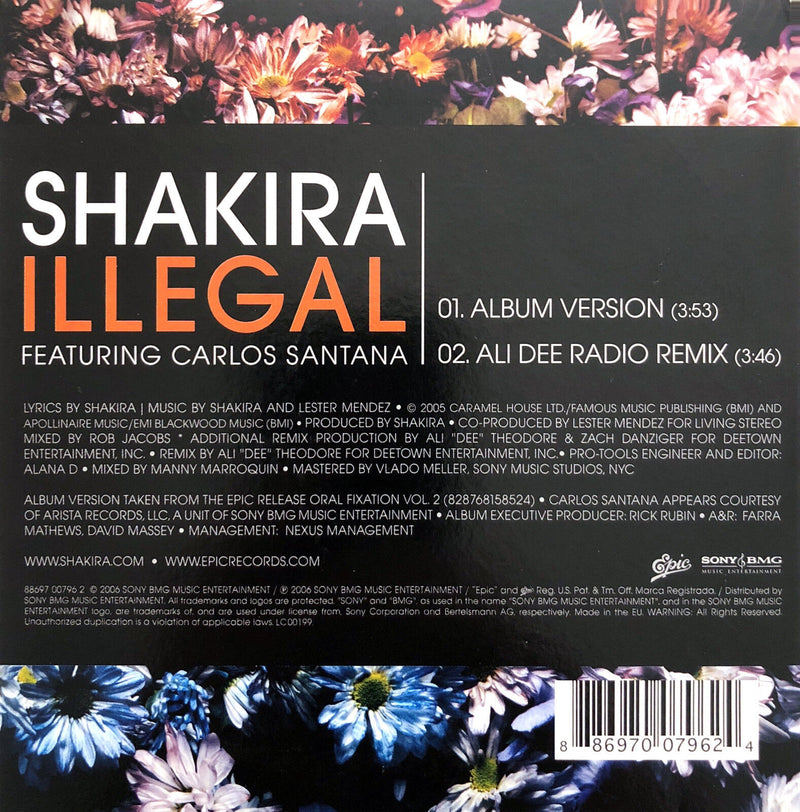 SHAKIRA
ILLEGAL
FEATURING CARLOS SANTANA
01. ALBUM VERSION (3:53)
02. ALI DEE RADIO REMIX (3:46)
LYRICS BY SHAKIRA | MUSIC BY SHAKIRA AND LESTER MENDEZ • © 2005 CARAMEL HOUSE LTD./FAMOUS MUSIC PUBLISHING (BMI) AND
APOLLINAIRE MUSIC/EMI BLACKWOOD MUSIC (BMI) • PRODUCED BY SHAKIRA • CO-PRODUCED BY LESTER MENDEZ FOR LIVING STEREO
MIXED BY ROB JACOBS * ADDITIONAL REMIX PRODUCTION BY ALI "DEE" THEODORE & ZACH DANZIGER FOR DEETOWN
ENTERTAINMENT, INC. • REMIX BY ALI "DEE" THEODORE FOR DEETOWN ENTERTAINMENT, INC.• PRO-TOOLS ENGINEER AND EDITOR:
ALANA D • MIXED BY MANNY MARROQUIN • MASTERED BY VLADO MELLER, SONY MUSIC STUDIOS, NYC
ALBUM VERSION TAKEN FROM THE EPIC RELEASE ORAL FIXATION VOL. 2 (828768158524) • CARLOS SANTANA APPEARS COURTESY
OF ARISTA RECORDS, LLC, A UNIT OF SONY BMG MUSIC ENTERTAINMENT • ALBUM EXECUTIVE PRODUCER: RICK RUBIN • A&R: FARRA
MATHEWS, DAVID MASSEY • MANAGEMENT: NEXUS MANAGEMENT
WWW.SHAKIRA.COM • WWW.EPICRECORDS.COM
Epic
SONY BMG
MUSIC ENTERTAINMENT
88697 00796 2 © 2006 SONY BMG MUSIC ENTERTAINMENT / ℗ 2006 SONY BMG MUSIC ENTERTAINMENT / "Epic" and Epic Reg. U.S. Pat. & Tm. Off. Marca Registrada. / Distributed by
SONY BMG MUSIC ENTERTAINMENT. All trademarks and logos are protected. "SONY" and "BMG", as used in the name "SONY BMG MUSIC ENTERTAINMENT", and in the SONY BMG MUSIC
ENTERTAINMENT logo, are trademarks of, and are used under license from, Sony Corporation and Bertelsmann AG, respectively. Made in the EU. WARNING: All Rights Reserved.
Unauthorized duplication is a violation of applicable laws. LC00199.
8 86970 07962 4